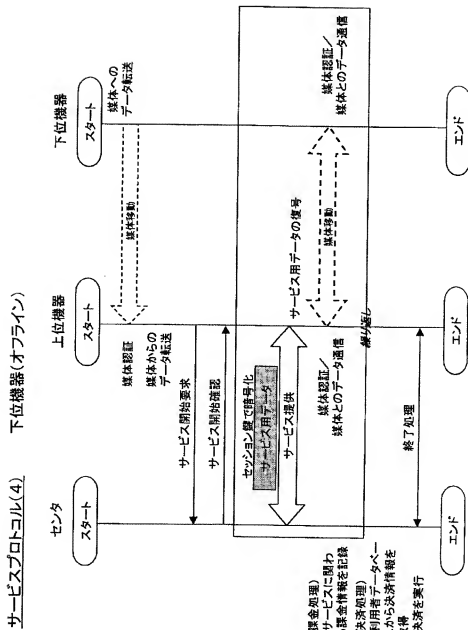 サービスプロトコル(4)
下位機器(オフライン)
センタ
上位機器
下位機器
スタート
スタート
スタート
媒体への
データ転送
媒体移動
媒体認証
媒体からの
データ転送
サービス開始要求
サービス開始確認
セッション鍵で暗号化
サービス用データ
サービス提供
サービス用データの復号
媒体認証/
媒体とのデータ通信
媒体移動
媒体認証/
媒体とのデータ通信
繰り返し
課金処理)
サービスに関わ
課金情報を記録
決済処理)
利用者データベー
から決済情報を
得
決済を実行
終了処理
エンド
エンド
エンド